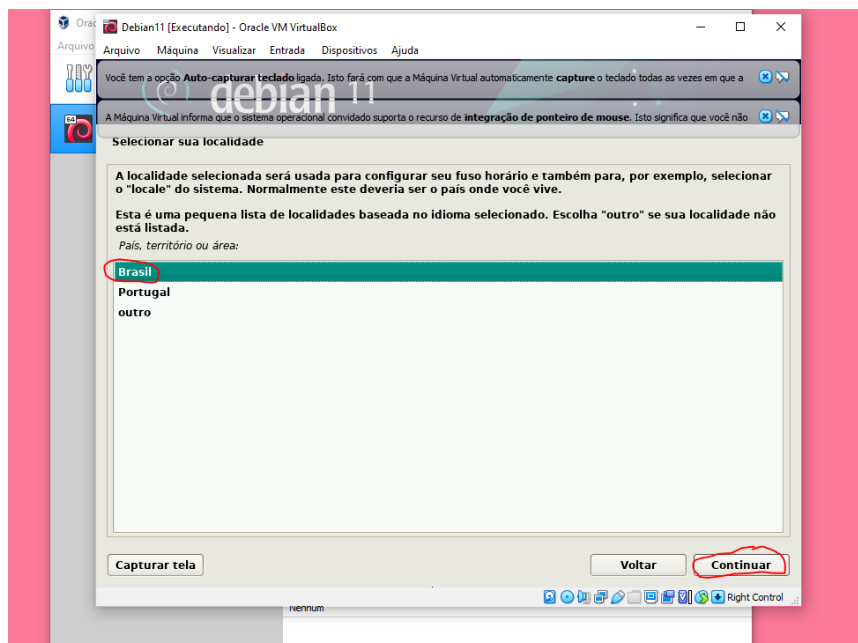 Orac
Debian11 [Executando] - Oracle VM VirtualBox
Arquivo
Arquivo Máquina Visualizar Entrada Dispositivos Ajuda
Você tem a opção Auto-capturar teclado ligada. Isto fará com que a Máquina Virtual automaticamente capture o teclado todas as vezes em que a
debian 11
A Máquina Virtual informa que o sistema operacional convidado suporta o recurso de integração de ponteiro de mouse. Isto significa que você não
64
Selecionar sua localidade
A localidade selecionada será usada para configurar seu fuso horário e também para, por exemplo, selecionar
o "locale" do sistema. Normalmente este deveria ser o país onde você vive.
Esta é uma pequena lista de localidades baseada no idioma selecionado. Escolha "outro" se sua localidade não
está listada.
País, território ou área:
Brasil
Portugal
outro
Capturar tela
Voltar
Continuar
Right Control
Nenhum